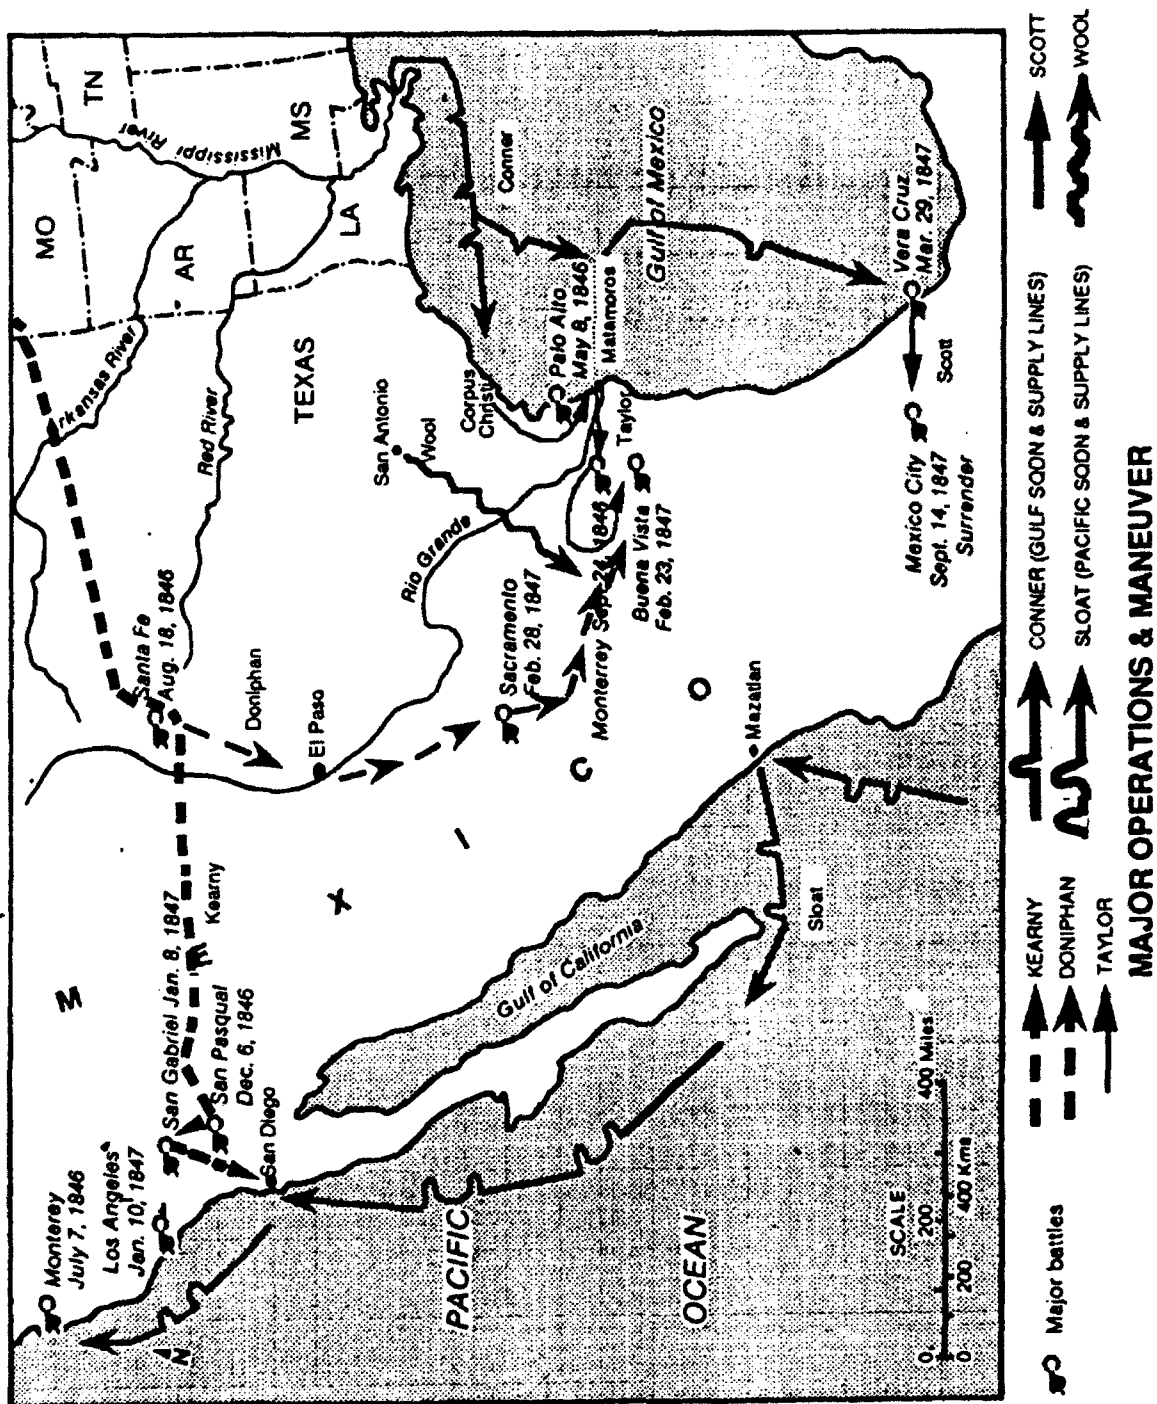 Monterey
July 7, 1846
Los Angeles
Jan. 10, 1847
San Gabriel Jan. 8, 1847
San Pasqual
Dec. 6, 1846
San Diego
Kearny
Santa Fe
Aug. 18, 1846
Doniphan
El Paso
Arkansas River
Red River
Mississippi River
MO
TN
AR
MS
LA
TEXAS
M
X
I
C
O
Rio Grande
San Antonio
Wool
Corpus
Christi
Palo Alto
May 8, 1846
Matamoros
Conner
Gulf of Mexico
Taylor
Sacramento
Feb. 28, 1847
Monterrey Sept. 24, 1846
Buena Vista
Feb. 23, 1847
Mazatlan
Sloat
Gulf of California
PACIFIC
OCEAN
Vera Cruz
Mar. 29, 1847
Scott
Mexico City
Sept. 14, 1847
Surrender
N
SCALE
0 200 400 Miles
0 200 400 Kms
Major battles
KEARNY
DONIPHAN
TAYLOR
CONNER (GULF SQDN & SUPPLY LINES)
SLOAT (PACIFIC SQDN & SUPPLY LINES)
SCOTT
WOOL
MAJOR OPERATIONS & MANEUVER